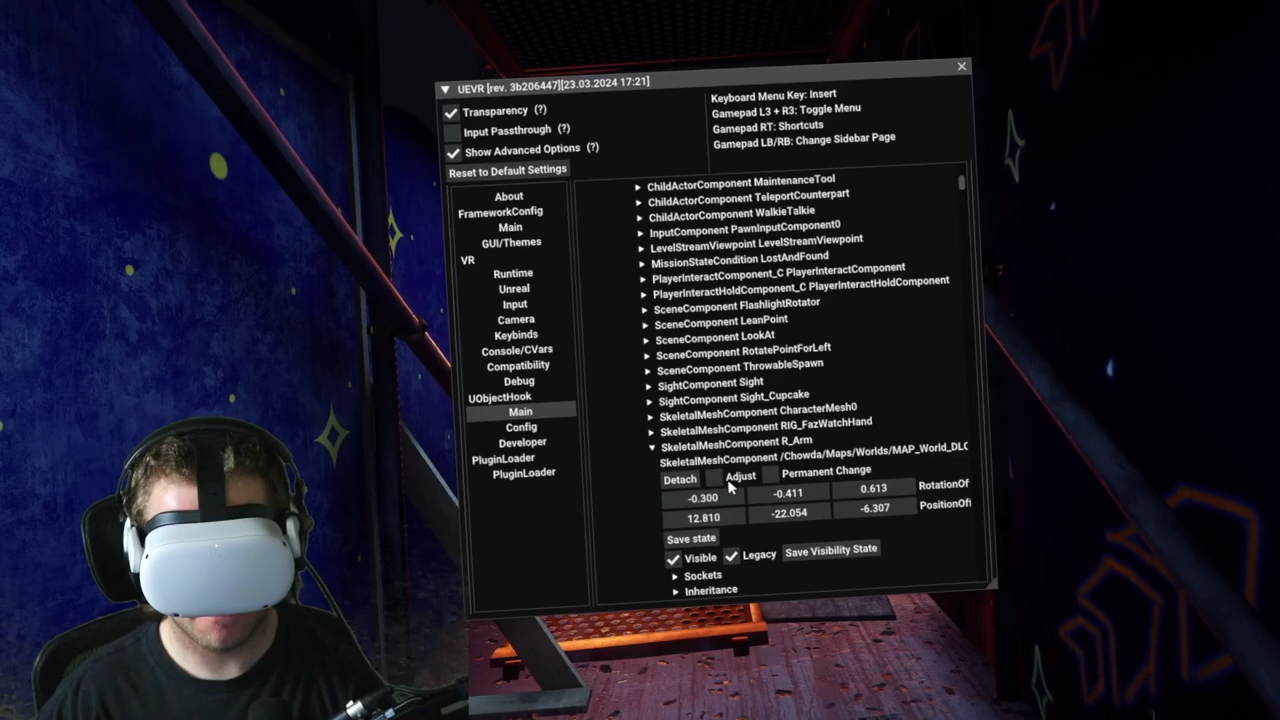 UEVR [rev. 3b206447][23.03.2024 17:21]
Transparency (?)
Input Passthrough (?)
Show Advanced Options (?)
Reset to Default Settings
Keyboard Menu Key: Insert
Gamepad L3 + R3: Toggle Menu
Gamepad RT: Shortcuts
Gamepad LB/RB: Change Sidebar Page
About
FrameworkConfig
Main
GUI/Themes
VR
Runtime
Unreal
Input
Camera
Keybinds
Console/CVars
Compatibility
Debug
UObjectHook
Main
Config
Developer
PluginLoader
PluginLoader
ChildActorComponent MaintenanceTool
ChildActorComponent TeleportCounterpart
ChildActorComponent WalkieTalkie
InputComponent PawnInputComponent0
LevelStreamViewpoint LevelStreamViewpoint
MissionStateCondition LostAndFound
PlayerInteractComponent_C PlayerInteractComponent
PlayerInteractHoldComponent_C PlayerInteractHoldComponent
SceneComponent FlashlightRotator
SceneComponent LeanPoint
SceneComponent LookAt
SceneComponent RotatePointForLeft
SceneComponent ThrowableSpawn
SightComponent Sight
SightComponent Sight_Cupcake
SkeletalMeshComponent CharacterMesh0
SkeletalMeshComponent RIG_FazWatchHand
SkeletalMeshComponent R_Arm
SkeletalMeshComponent /Chowda/Maps/Worlds/MAP_World_DLC
Detach Adjust Permanent Change
-0.300 -0.411 0.613 RotationOf
12.810 -22.054 -6.307 PositionOf
Save state
Visible Legacy Save Visibility State
Sockets
Inheritance